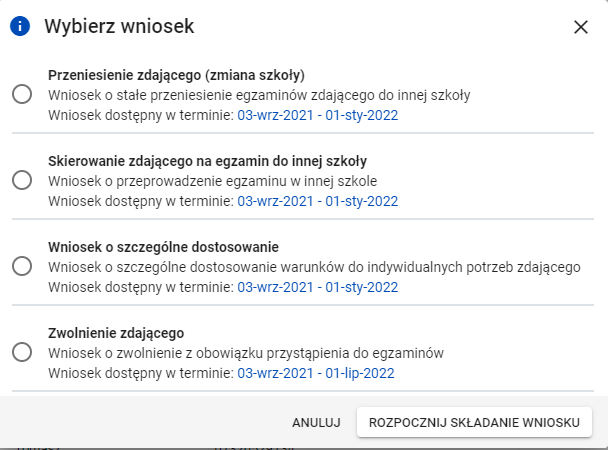 Wybierz wniosek
Przeniesienie zdającego (zmiana szkoły)
Wniosek o stałe przeniesienie egzaminów zdającego do innej szkoły
Wniosek dostępny w terminie: 03-wrz-2021 - 01-sty-2022
Skierowanie zdającego na egzamin do innej szkoły
Wniosek o przeprowadzenie egzaminu w innej szkole
Wniosek dostępny w terminie: 03-wrz-2021 - 01-sty-2022
Wniosek o szczególne dostosowanie
Wniosek o szczególne dostosowanie warunków do indywidualnych potrzeb zdającego
Wniosek dostępny w terminie: 03-wrz-2021 - 01-sty-2022
Zwolnienie zdającego
Wniosek o zwolnienie z obowiązku przystąpienia do egzaminów
Wniosek dostępny w terminie: 03-wrz-2021 - 01-lip-2022
ANULUJ ROZPOCZNIJ SKŁADANIE WNIOSKU